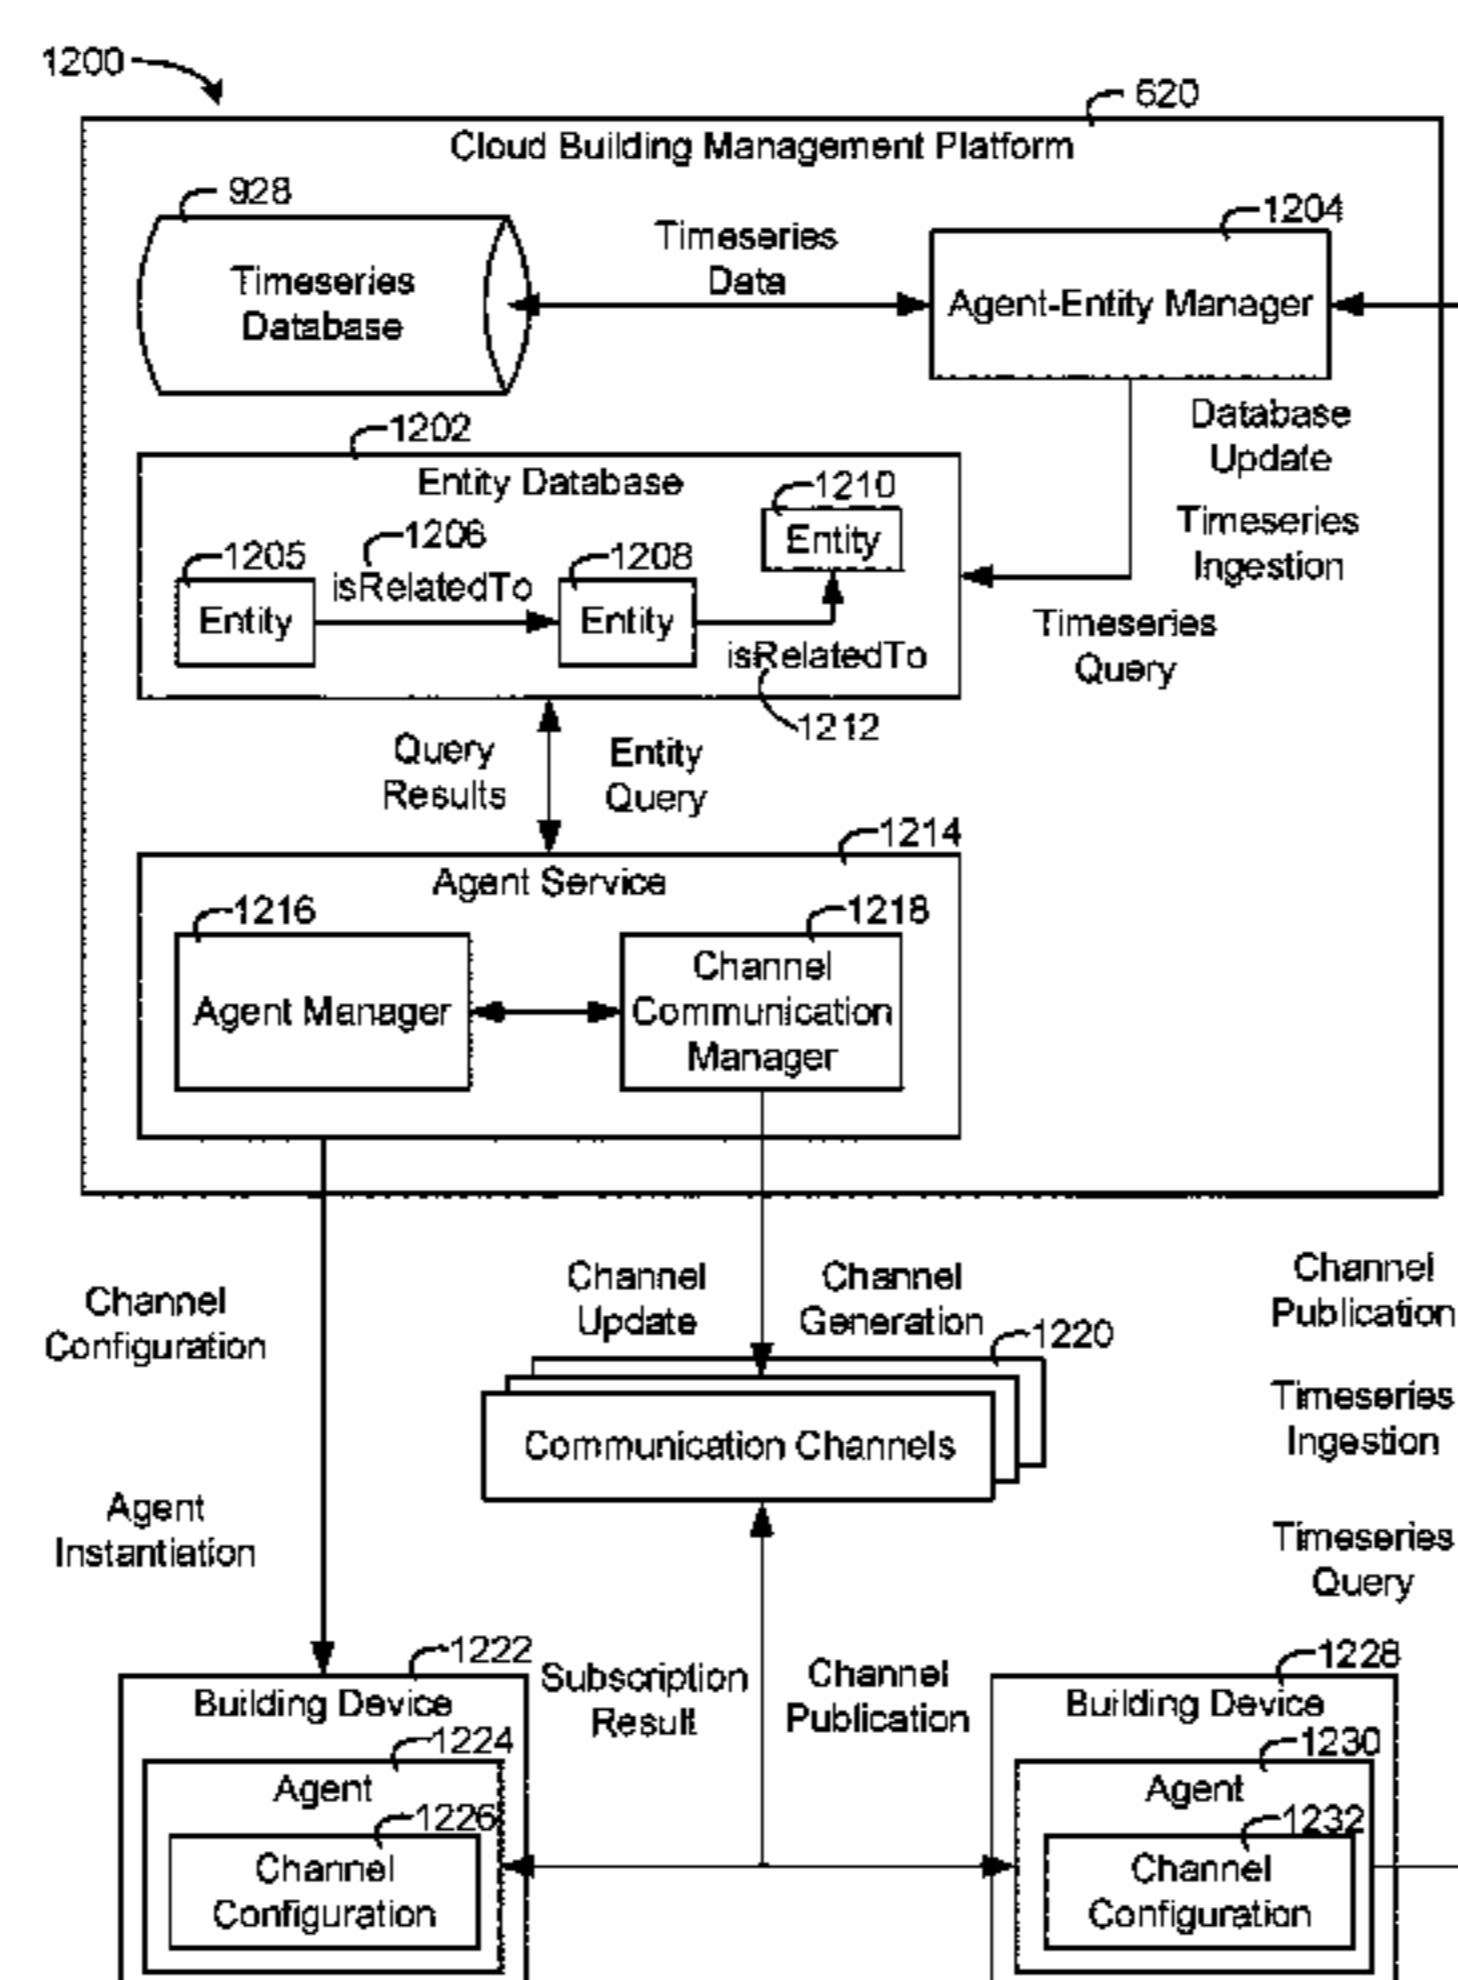 1200
620
Cloud Building Management Platform
928
Timeseries
Database
Timeseries
Data
1204
Agent-Entity Manager
Database
Update
Timeseries
Ingestion
Timeseries
Query
1202
Entity Database
1205
Entity
1206
isRelatedTo
1208
Entity
1210
Entity
isRelatedTo
1212
Query
Results
Entity
Query
1214
Agent Service
1216
Agent Manager
1218
Channel
Communication
Manager
Channel
Configuration
Agent
Instantiation
Channel
Update
Channel
Generation
1220
Communication Channels
Channel
Publication
Timeseries
Ingestion
Timeseries
Query
1222
Building Device
1224
Agent
1226
Channel
Configuration
Subscription
Result
Channel
Publication
1228
Building Device
1230
Agent
1232
Channel
Configuration